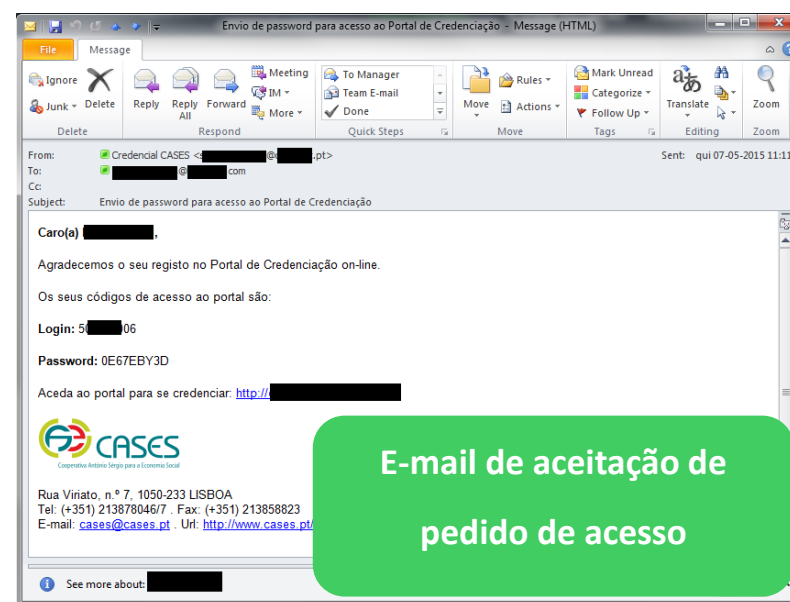 Envio de password para acesso ao Portal de Credenciação - Message (HTML)
File Message
Ignore
Junk
Delete
Reply
Reply All
Forward
Meeting
IM
More
To Manager
Team E-mail
Done
Move
Rules
Actions
Mark Unread
Categorize
Follow Up
Translate
Zoom
Delete Respond Quick Steps Move Tags Editing Zoom
From: Credencial CASES < @ .pt>
Sent: qui 07-05-2015 11:11
To: @ com
Cc:
Subject: Envio de password para acesso ao Portal de Credenciação
Caro(a) ,
Agradecemos o seu registo no Portal de Credenciação on-line.
Os seus códigos de acesso ao portal são:
Login: 5 06
Password: 0E67EBY3D
Aceda ao portal para se credenciar: http://
CASES
Cooperativa António Sérgio para a Economia Social
Rua Viriato, n.º 7, 1050-233 LISBOA
Tel: (+351) 213878046/7 . Fax: (+351) 213858823
E-mail: cases@cases.pt . Url: http://www.cases.pt/
E-mail de aceitação de
pedido de acesso
See more about: